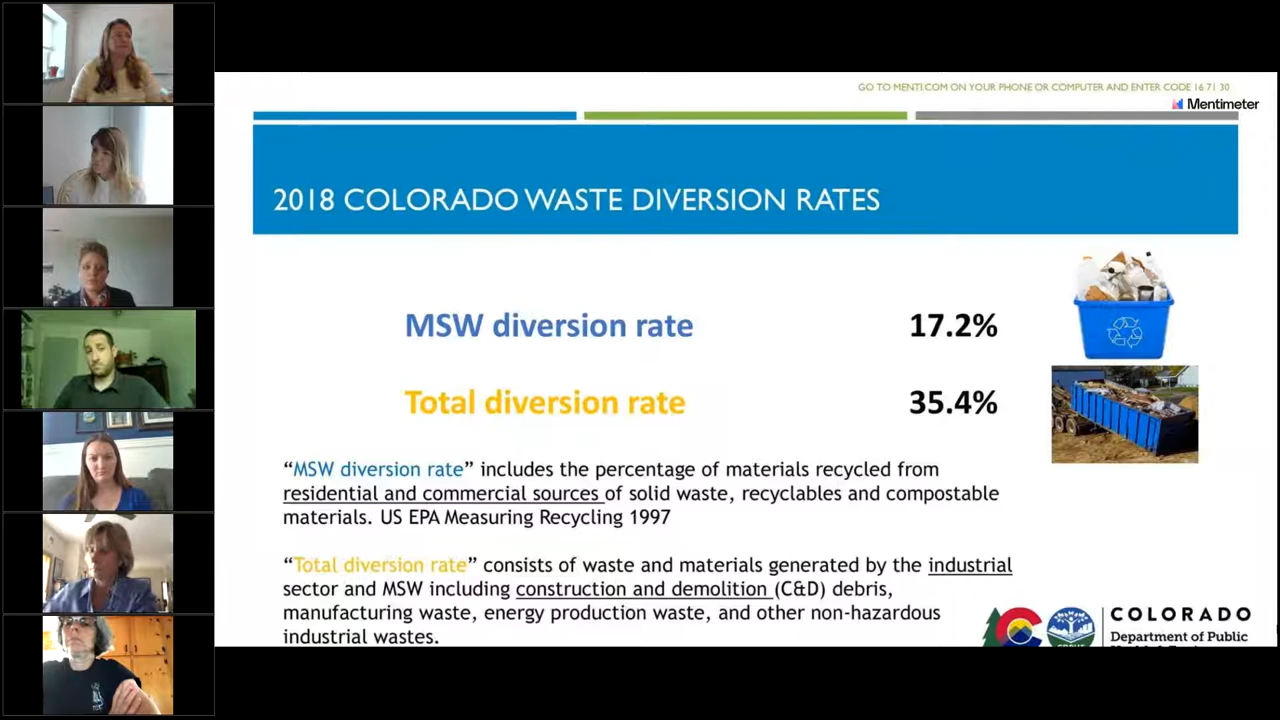 GO TO MENTI.COM ON YOUR PHONE OR COMPUTER AND ENTER CODE 16 71 30
Mentimeter
2018 COLORADO WASTE DIVERSION RATES
MSW diversion rate 17.2%
Total diversion rate 35.4%
“MSW diversion rate” includes the percentage of materials recycled from
residential and commercial sources of solid waste, recyclables and compostable
materials. US EPA Measuring Recycling 1997
“Total diversion rate” consists of waste and materials generated by the industrial
sector and MSW including construction and demolition (C&D) debris,
manufacturing waste, energy production waste, and other non-hazardous
industrial wastes.
COLORADO
Department of Public